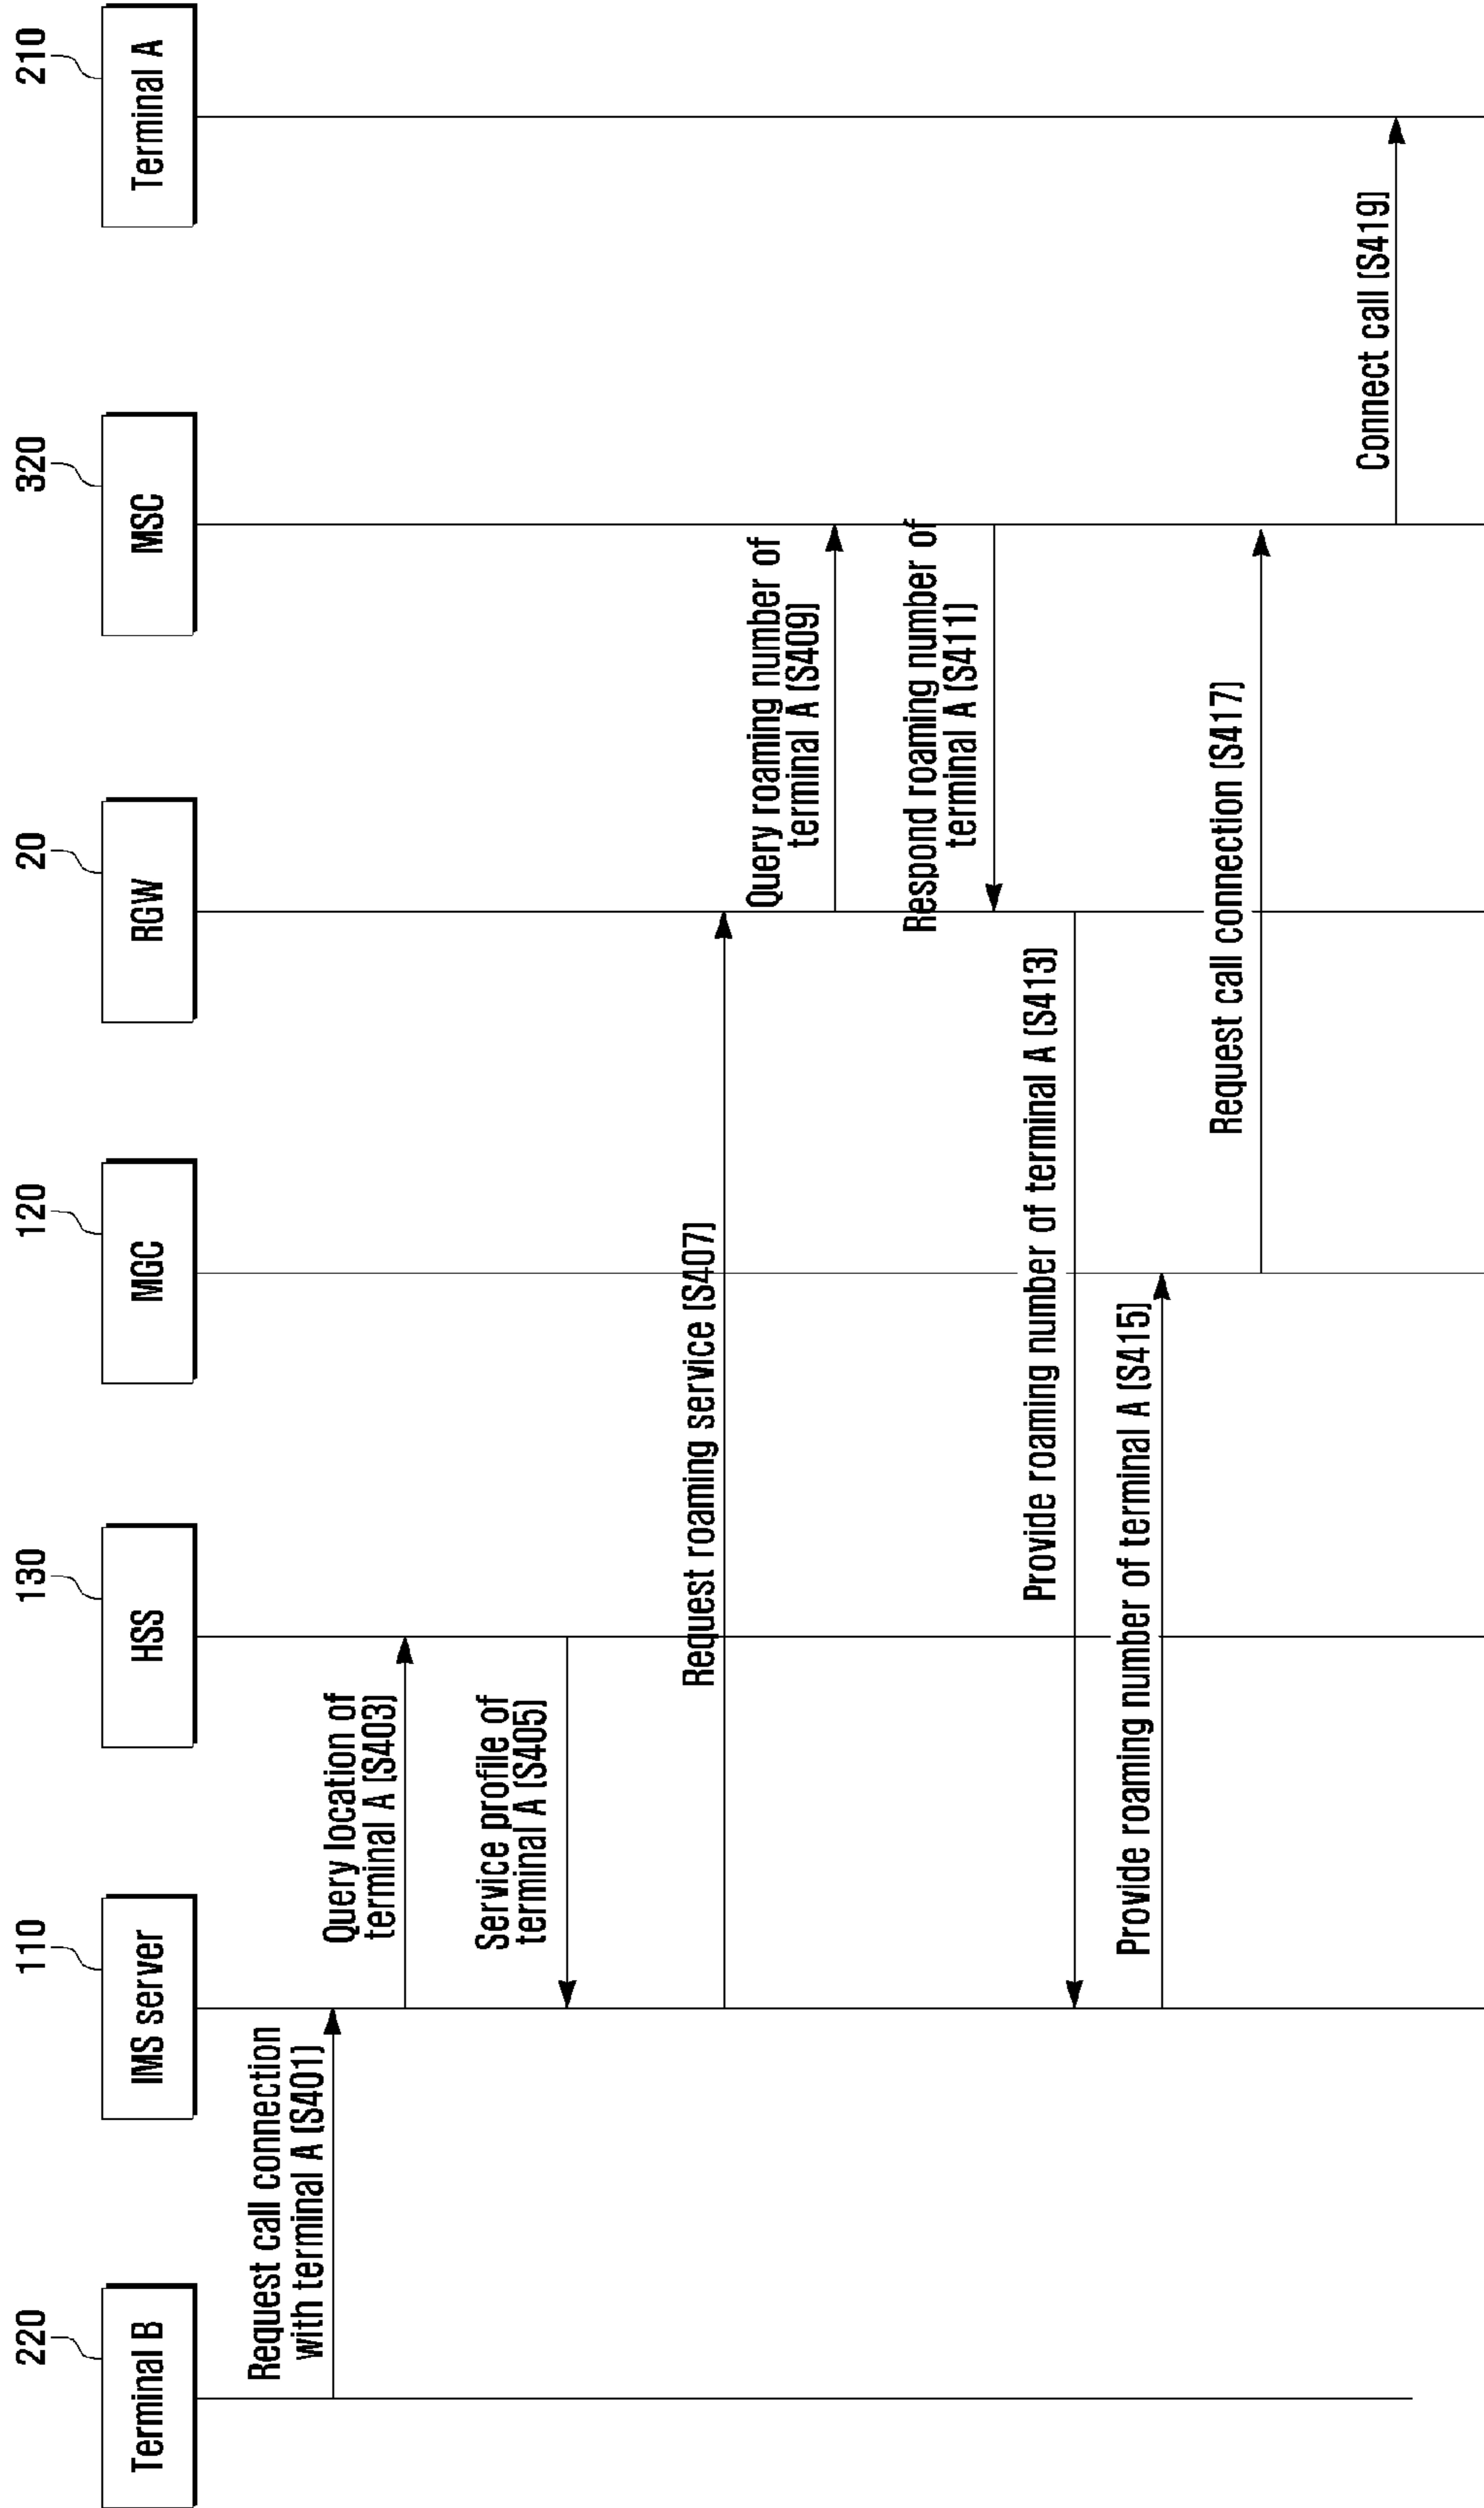 220
110
130
120
20
320
210
Terminal B
IMS server
HSS
MGC
RGW
MSC
Terminal A
Request call connection
with terminal A (S401)
Query location of
terminal A (S403)
Service profile of
terminal A (S405)
Request roaming service (S407)
Query roaming number of
terminal A (S409)
Respond roaming number of
terminal A (S411)
Provide roaming number of terminal A (S413)
Provide roaming number of terminal A (S415)
Request call connection (S417)
Connect call (S419)